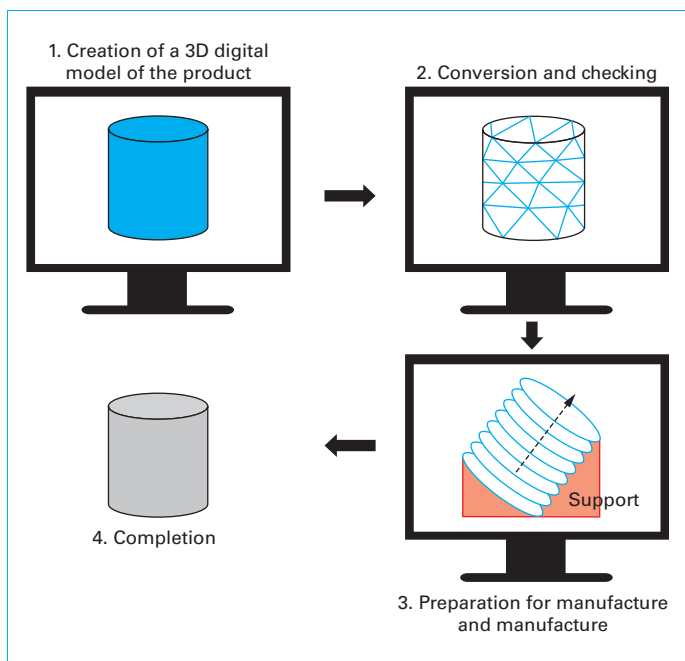 1. Creation of a 3D digital
model of the product
2. Conversion and checking
Support
3. Preparation for manufacture
and manufacture
4. Completion